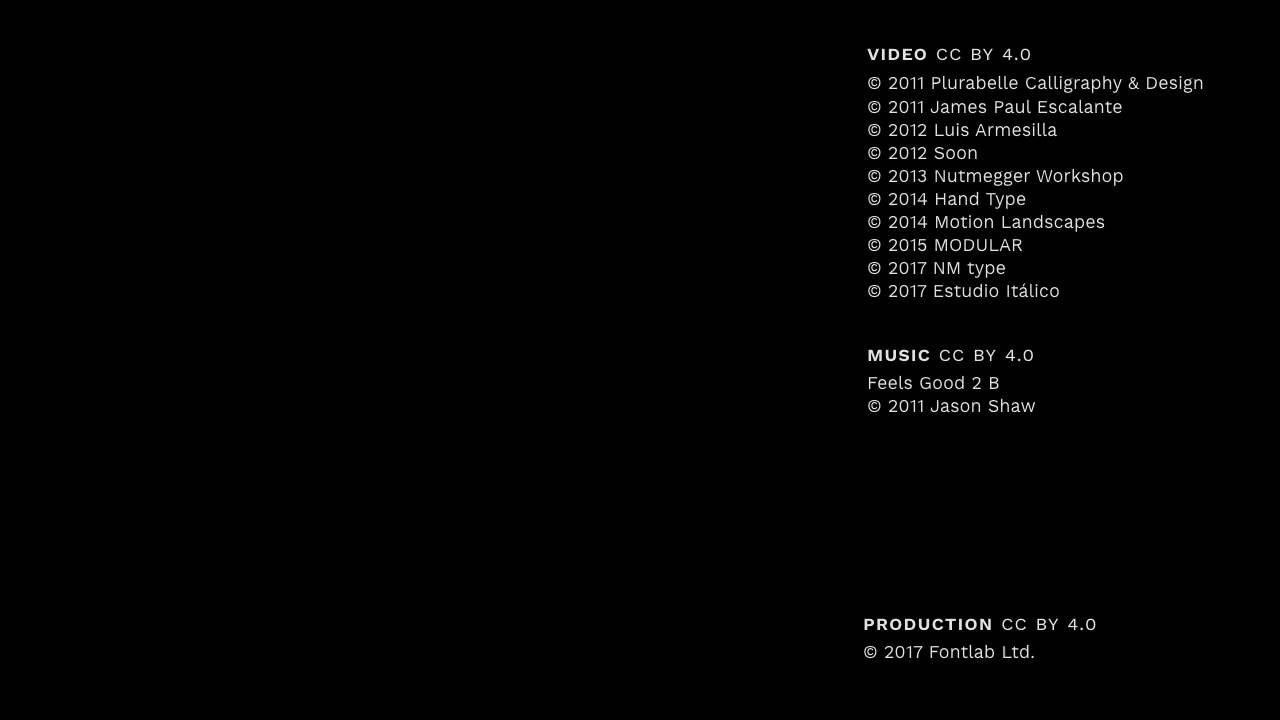 VIDEO CC BY 4.0
© 2011 Plurabelle Calligraphy & Design
© 2011 James Paul Escalante
© 2012 Luis Armesilla
© 2012 Soon
© 2013 Nutmegger Workshop
© 2014 Hand Type
© 2014 Motion Landscapes
© 2015 MODULAR
© 2017 NM type
© 2017 Estudio Itálico
MUSIC CC BY 4.0
Feels Good 2 B
© 2011 Jason Shaw
PRODUCTION CC BY 4.0
© 2017 Fontlab Ltd.